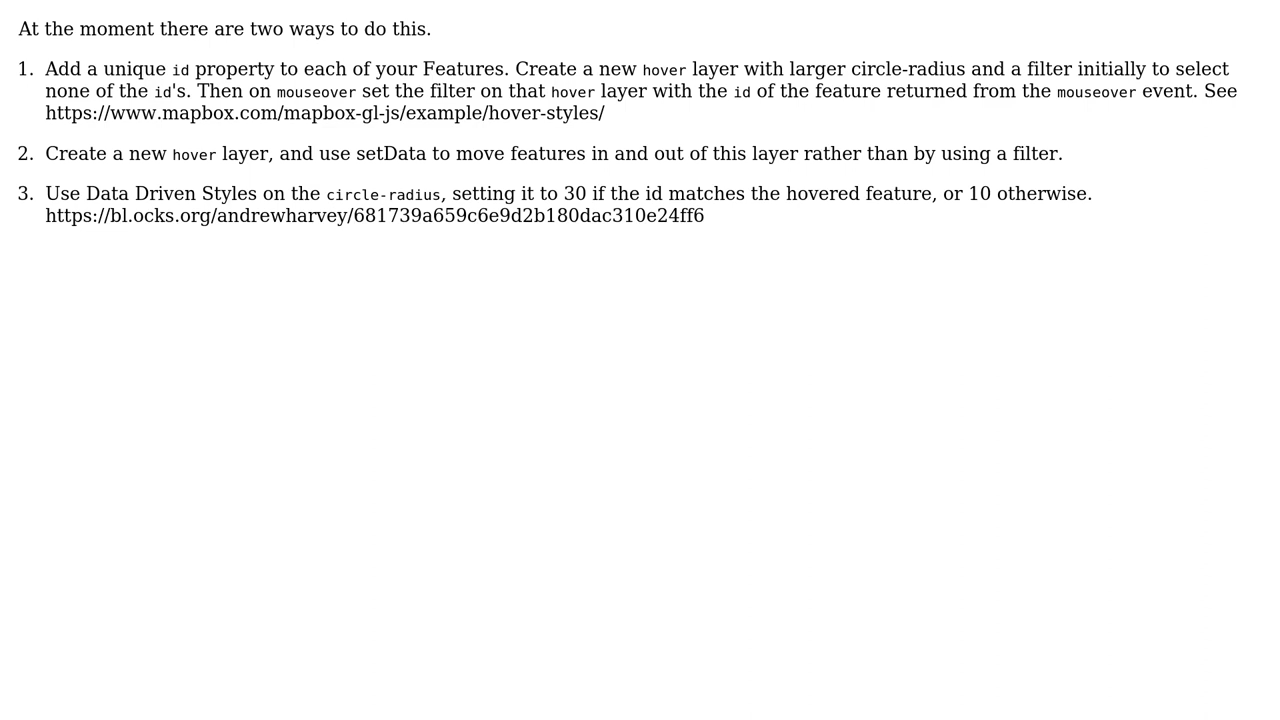 At the moment there are two ways to do this.
1. Add a unique id property to each of your Features. Create a new hover layer with larger circle-radius and a filter initially to select
none of the id's. Then on mouseover set the filter on that hover layer with the id of the feature returned from the mouseover event. See
https://www.mapbox.com/mapbox-gl-js/example/hover-styles/
2. Create a new hover layer, and use setData to move features in and out of this layer rather than by using a filter.
3. Use Data Driven Styles on the circle-radius, setting it to 30 if the id matches the hovered feature, or 10 otherwise.
https://bl.ocks.org/andrewharvey/681739a659c6e9d2b180dac310e24ff6